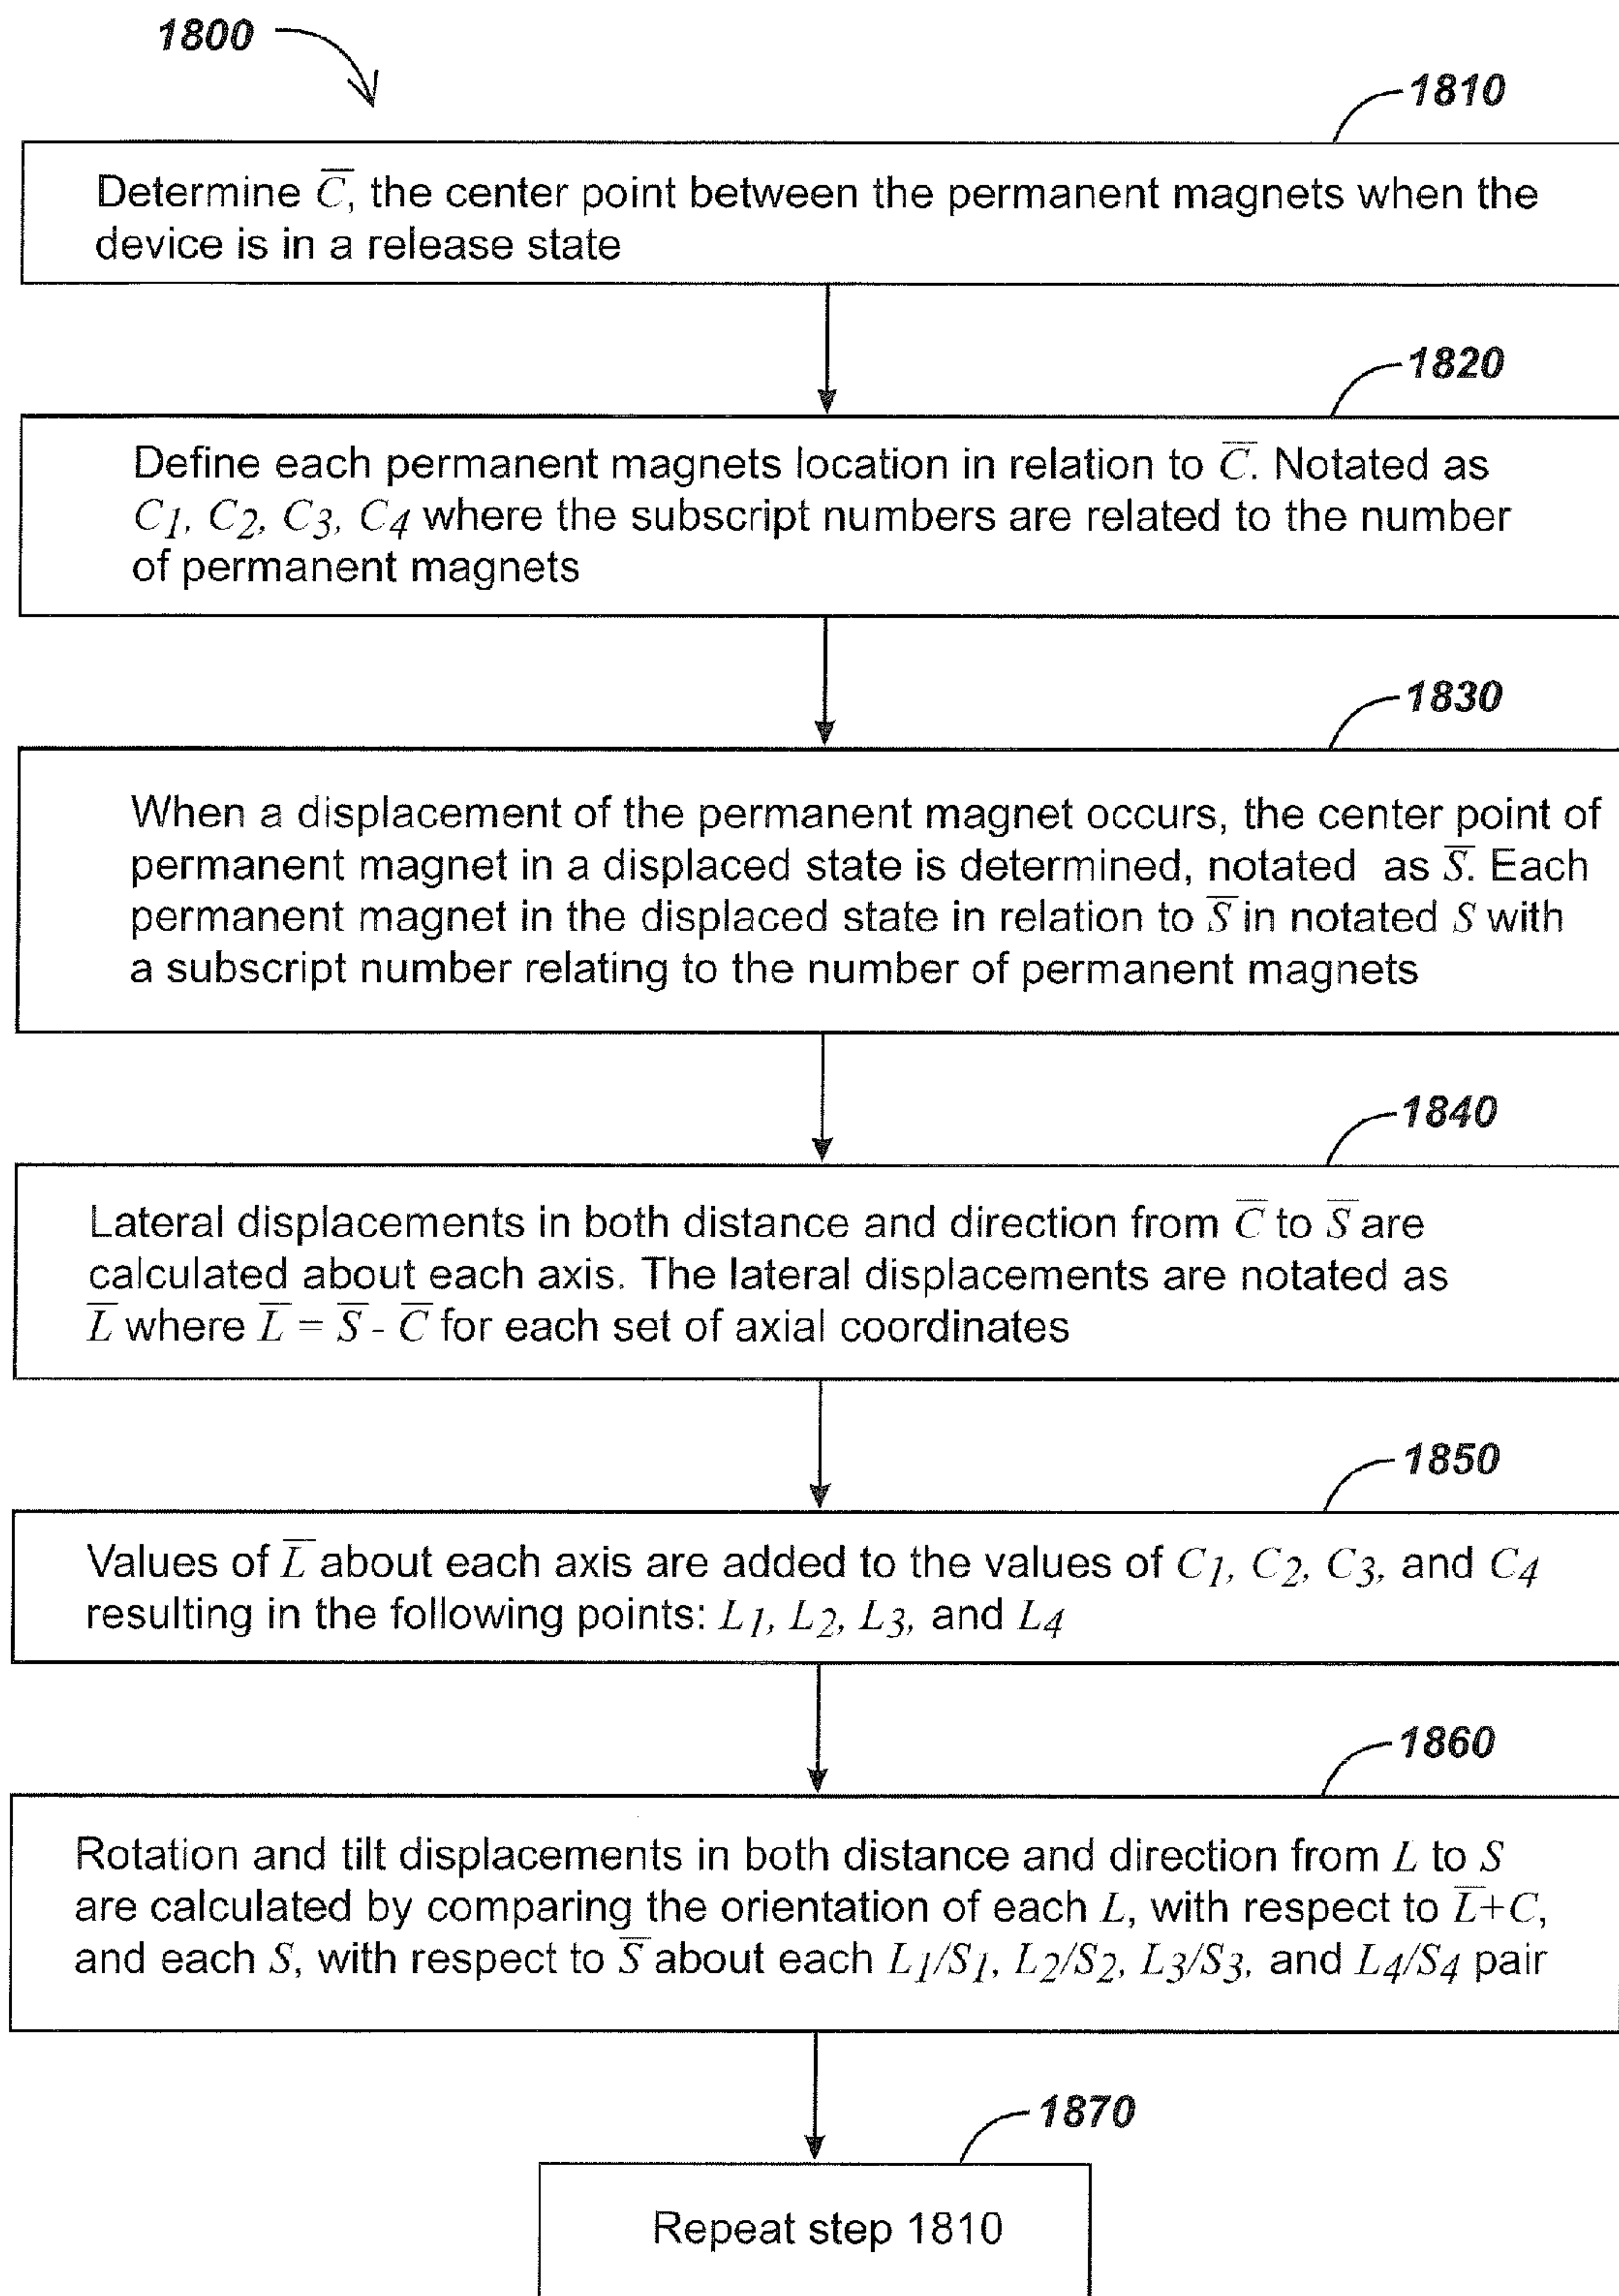 1800
1810
Determine C̅, the center point between the permanent magnets when the
device is in a release state
1820
Define each permanent magnets location in relation to C̅. Notated as
C1, C2, C3, C4 where the subscript numbers are related to the number
of permanent magnets
1830
When a displacement of the permanent magnet occurs, the center point of
permanent magnet in a displaced state is determined, notated as S̅. Each
permanent magnet in the displaced state in relation to S̅ in notated S with
a subscript number relating to the number of permanent magnets
1840
Lateral displacements in both distance and direction from C̅ to S̅ are
calculated about each axis. The lateral displacements are notated as
L̅ where L̅ = S̅ - C̅ for each set of axial coordinates
1850
Values of L̅ about each axis are added to the values of C1, C2, C3, and C4
resulting in the following points: L1, L2, L3, and L4
1860
Rotation and tilt displacements in both distance and direction from L to S
are calculated by comparing the orientation of each L, with respect to L̅+C,
and each S, with respect to S̅ about each L1/S1, L2/S2, L3/S3, and L4/S4 pair
1870
Repeat step 1810